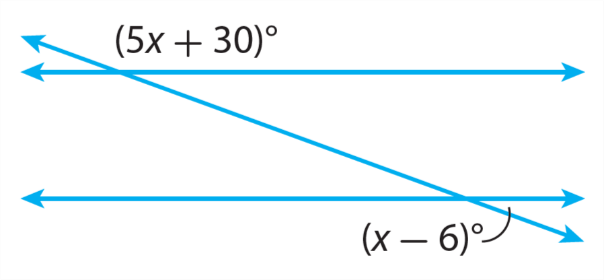 (5x + 30)°
(x − 6)°